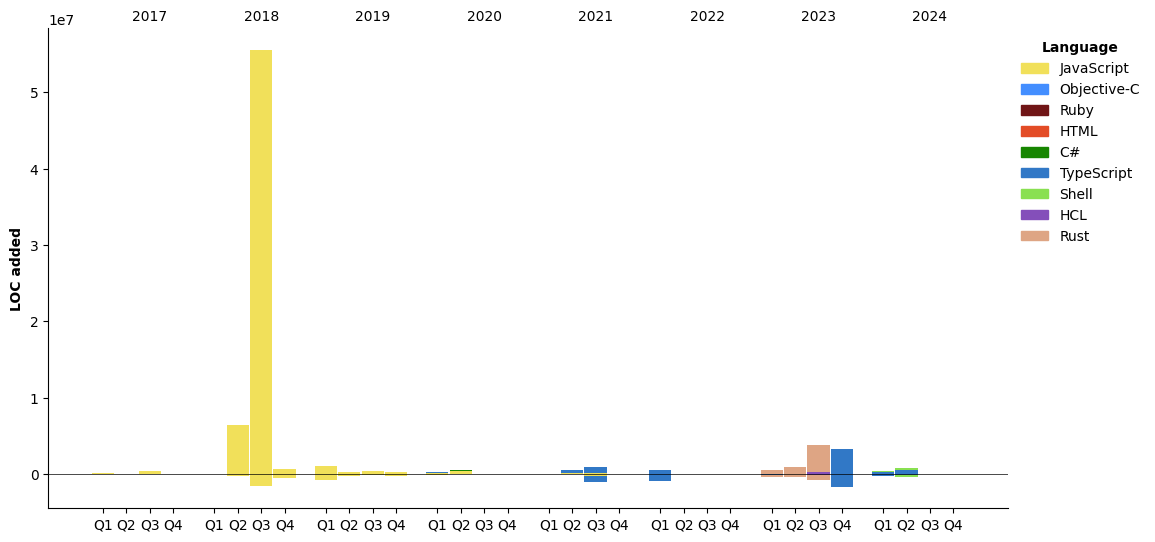 2017 2018 2019 2020 2021 2022 2023 2024
1e7
Language
JavaScript
Objective-C
Ruby
HTML
C#
TypeScript
Shell
HCL
Rust
LOC added
5
4
3
2
1
0
Q1 Q2 Q3 Q4 Q1 Q2 Q3 Q4 Q1 Q2 Q3 Q4 Q1 Q2 Q3 Q4 Q1 Q2 Q3 Q4 Q1 Q2 Q3 Q4 Q1 Q2 Q3 Q4 Q1 Q2 Q3 Q4